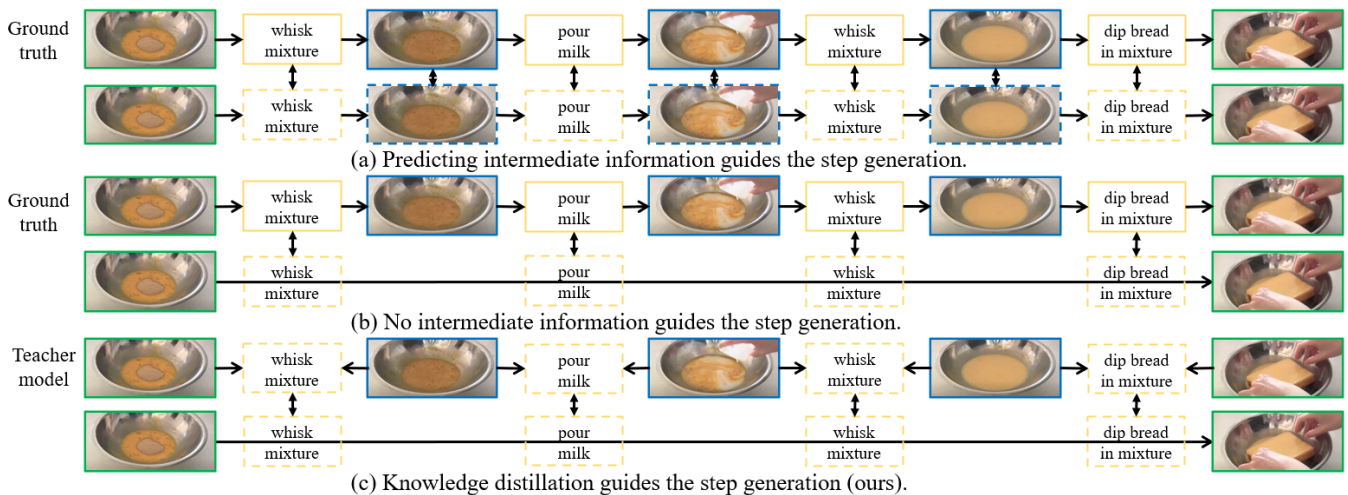 Ground
truth
whisk
mixture
pour
milk
whisk
mixture
dip bread
in mixture
whisk
mixture
pour
milk
whisk
mixture
dip bread
in mixture
(a) Predicting intermediate information guides the step generation.
Ground
truth
whisk
mixture
pour
milk
whisk
mixture
dip bread
in mixture
whisk
mixture
pour
milk
whisk
mixture
dip bread
in mixture
(b) No intermediate information guides the step generation.
Teacher
model
whisk
mixture
pour
milk
whisk
mixture
dip bread
in mixture
whisk
mixture
pour
milk
whisk
mixture
dip bread
in mixture
(c) Knowledge distillation guides the step generation (ours).